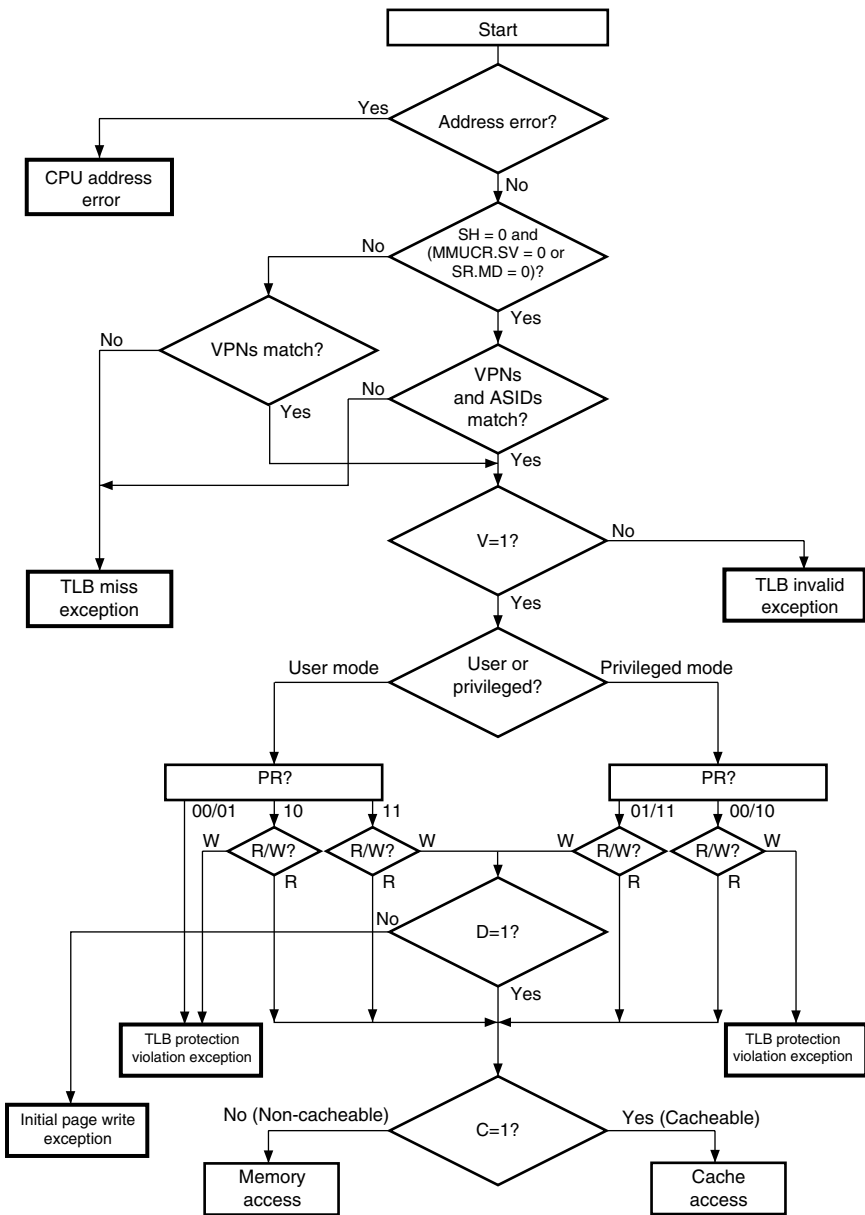 Start
Yes
Address error?
CPU address
error
No
SH = 0 and
(MMUCR.SV = 0 or
SR.MD = 0)?
No
Yes
No
VPNs match?
VPNs
and ASIDs
match?
No
Yes
Yes
V=1?
No
TLB miss
exception
TLB invalid
exception
Yes
User mode
User or
privileged?
Privileged mode
PR?
PR?
00/01
10
11
01/11
00/10
W
R/W?
R/W?
W
W
R/W?
R/W?
W
R
R
R
R
No
D=1?
Yes
TLB protection
violation exception
TLB protection
violation exception
Initial page write
exception
No (Non-cacheable)
C=1?
Yes (Cacheable)
Memory
access
Cache
access